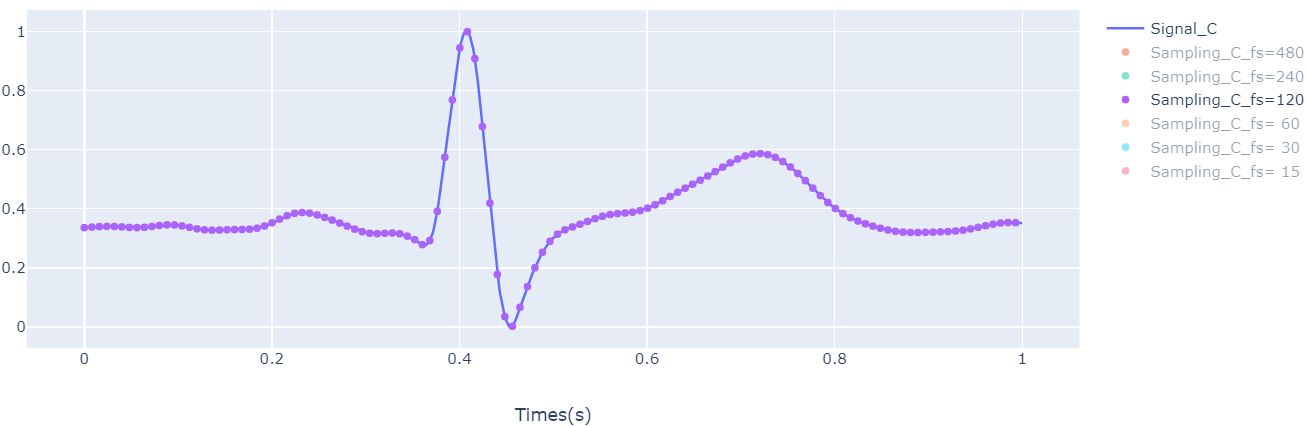 1
0.8
0.6
0.4
0.2
0
0
0.2
0.4
0.6
0.8
1
Times(s)
Signal_C
Sampling_C_fs=480
Sampling_C_fs=240
Sampling_C_fs=120
Sampling_C_fs= 60
Sampling_C_fs= 30
Sampling_C_fs= 15